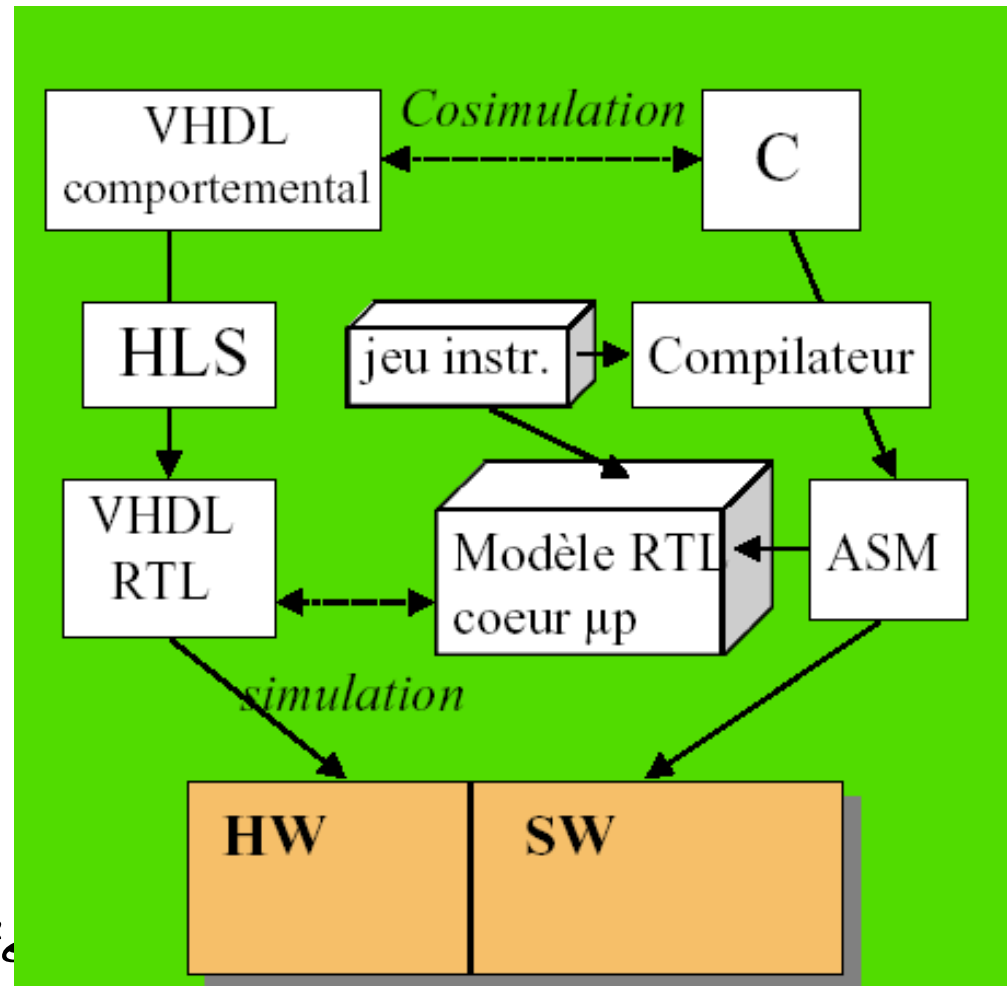 VHDL
comportemental
Cosimulation
C
HLS
jeu instr.
Compilateur
VHDL
RTL
Modèle RTL
coeur µp
ASM
simulation
HW
SW